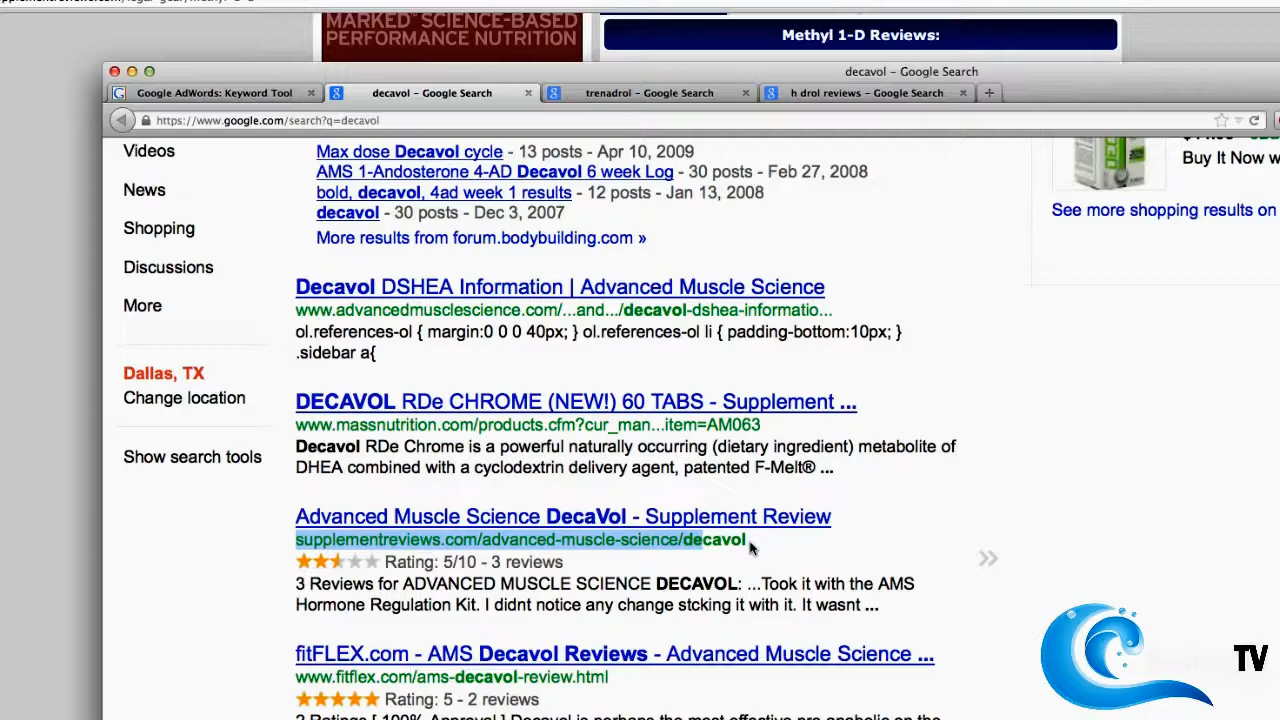 MARKED™ SCIENCE-BASED
PERFORMANCE NUTRITION
Methyl 1-D Reviews:
decavol – Google Search
Google AdWords: Keyword Tool
decavol – Google Search
trenadrol – Google Search
h drol reviews – Google Search
https://www.google.com/search?q=decavol
Videos
News
Shopping
Discussions
More
Dallas, TX
Change location
Show search tools
Max dose Decavol cycle - 13 posts - Apr 10, 2009
AMS 1-Andosterone 4-AD Decavol 6 week Log - 30 posts - Feb 27, 2008
bold, decavol, 4ad week 1 results - 12 posts - Jan 13, 2008
decavol - 30 posts - Dec 3, 2007
More results from forum.bodybuilding.com »
Decavol DSHEA Information | Advanced Muscle Science
www.advancedmusclescience.com/...and.../decavol-dshea-informatio...
ol.references-ol { margin:0 0 0 40px; } ol.references-ol li { padding-bottom:10px; }
.sidebar a{
DECAVOL RDe CHROME (NEW!) 60 TABS - Supplement ...
www.massnutrition.com/products.cfm?cur_man...item=AM063
Decavol RDe Chrome is a powerful naturally occurring (dietary ingredient) metabolite of
DHEA combined with a cyclodextrin delivery agent, patented F-Melt® ...
Advanced Muscle Science DecaVol - Supplement Review
supplementreviews.com/advanced-muscle-science/decavol
Rating: 5/10 - 3 reviews
3 Reviews for ADVANCED MUSCLE SCIENCE DECAVOL: ...Took it with the AMS
Hormone Regulation Kit. I didnt notice any change stcking it with it. It wasnt ...
fitFLEX.com - AMS Decavol Reviews - Advanced Muscle Science ...
www.fitflex.com/ams-decavol-review.html
Rating: 5 - 2 reviews
Buy It Now w
See more shopping results on
»
TV